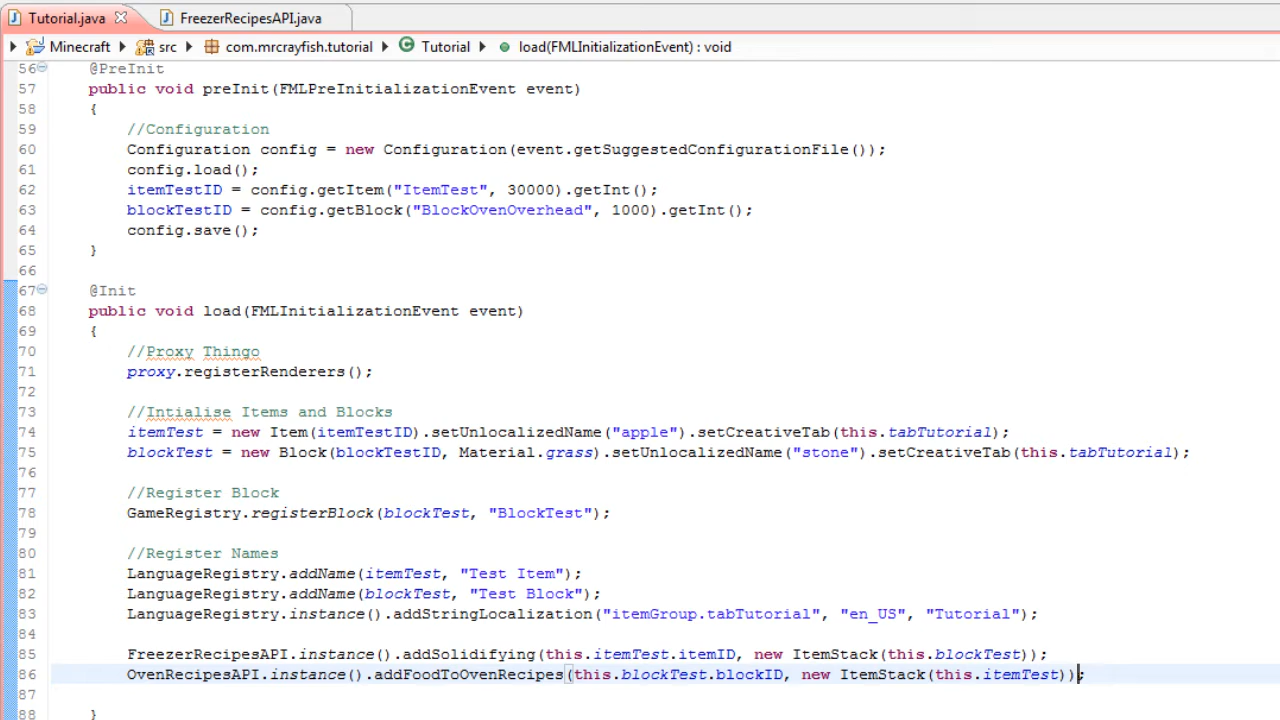 Tutorial.java FreezerRecipesAPI.java
Minecraft src com.mrcrayfish.tutorial Tutorial load(FMLInitializationEvent) : void
56 @PreInit
57 public void preInit(FMLPreInitializationEvent event)
58 {
59 //Configuration
60 Configuration config = new Configuration(event.getSuggestedConfigurationFile());
61 config.load();
62 itemTestID = config.getItem("ItemTest", 30000).getInt();
63 blockTestID = config.getBlock("BlockOvenOverhead", 1000).getInt();
64 config.save();
65 }
66
67 @Init
68 public void load(FMLInitializationEvent event)
69 {
70 //Proxy Thingo
71 proxy.registerRenderers();
72
73 //Intialise Items and Blocks
74 itemTest = new Item(itemTestID).setUnlocalizedName("apple").setCreativeTab(this.tabTutorial);
75 blockTest = new Block(blockTestID, Material.grass).setUnlocalizedName("stone").setCreativeTab(this.tabTutorial);
76
77 //Register Block
78 GameRegistry.registerBlock(blockTest, "BlockTest");
79
80 //Register Names
81 LanguageRegistry.addName(itemTest, "Test Item");
82 LanguageRegistry.addName(blockTest, "Test Block");
83 LanguageRegistry.instance().addStringLocalization("itemGroup.tabTutorial", "en_US", "Tutorial");
84
85 FreezerRecipesAPI.instance().addSolidifying(this.itemTest.itemID, new ItemStack(this.blockTest));
86 OvenRecipesAPI.instance().addFoodToOvenRecipes(this.blockTest.blockID, new ItemStack(this.itemTest));
87
88 }